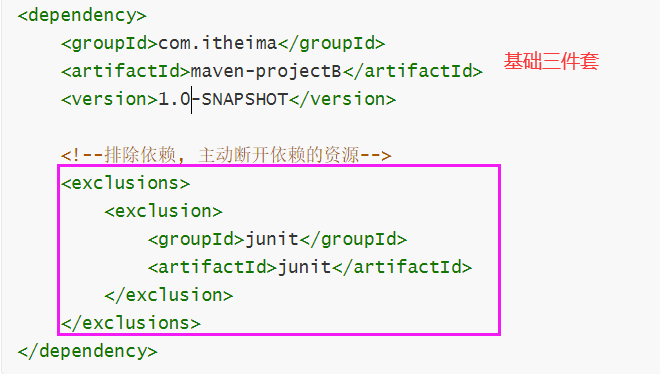 <dependency>
    <groupId>com.itheima</groupId>
    <artifactId>maven-projectB</artifactId>
基础三件套
    <version>1.0-SNAPSHOT</version>
    <!--排除依赖, 主动断开依赖的资源-->
    <exclusions>
        <exclusion>
            <groupId>junit</groupId>
            <artifactId>junit</artifactId>
        </exclusion>
    </exclusions>
</dependency>